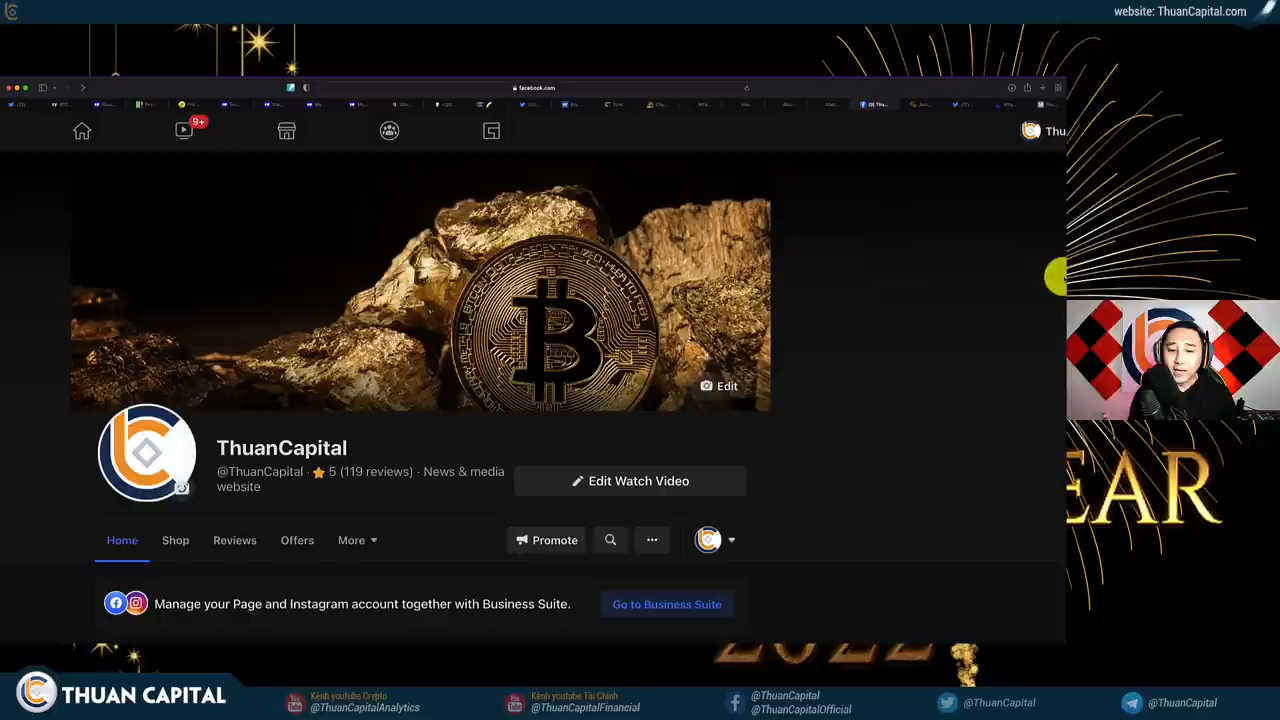 website: ThuanCapital.com
facebook.com
9+
Thu
Edit
ThuanCapital
@ThuanCapital · 5 (119 reviews) · News & media
website
Edit Watch Video
Home
Shop
Reviews
Offers
More
Promote
Manage your Page and Instagram account together with Business Suite.
Go to Business Suite
EAR
2022
THUAN CAPITAL
Kênh youtube Crypto
@ThuanCapitalAnalytics
Kênh youtube Tài Chính
@ThuanCapitalFinancial
@ThuanCapital
@ThuanCapitalOfficial
@ThuanCapital
@ThuanCapital